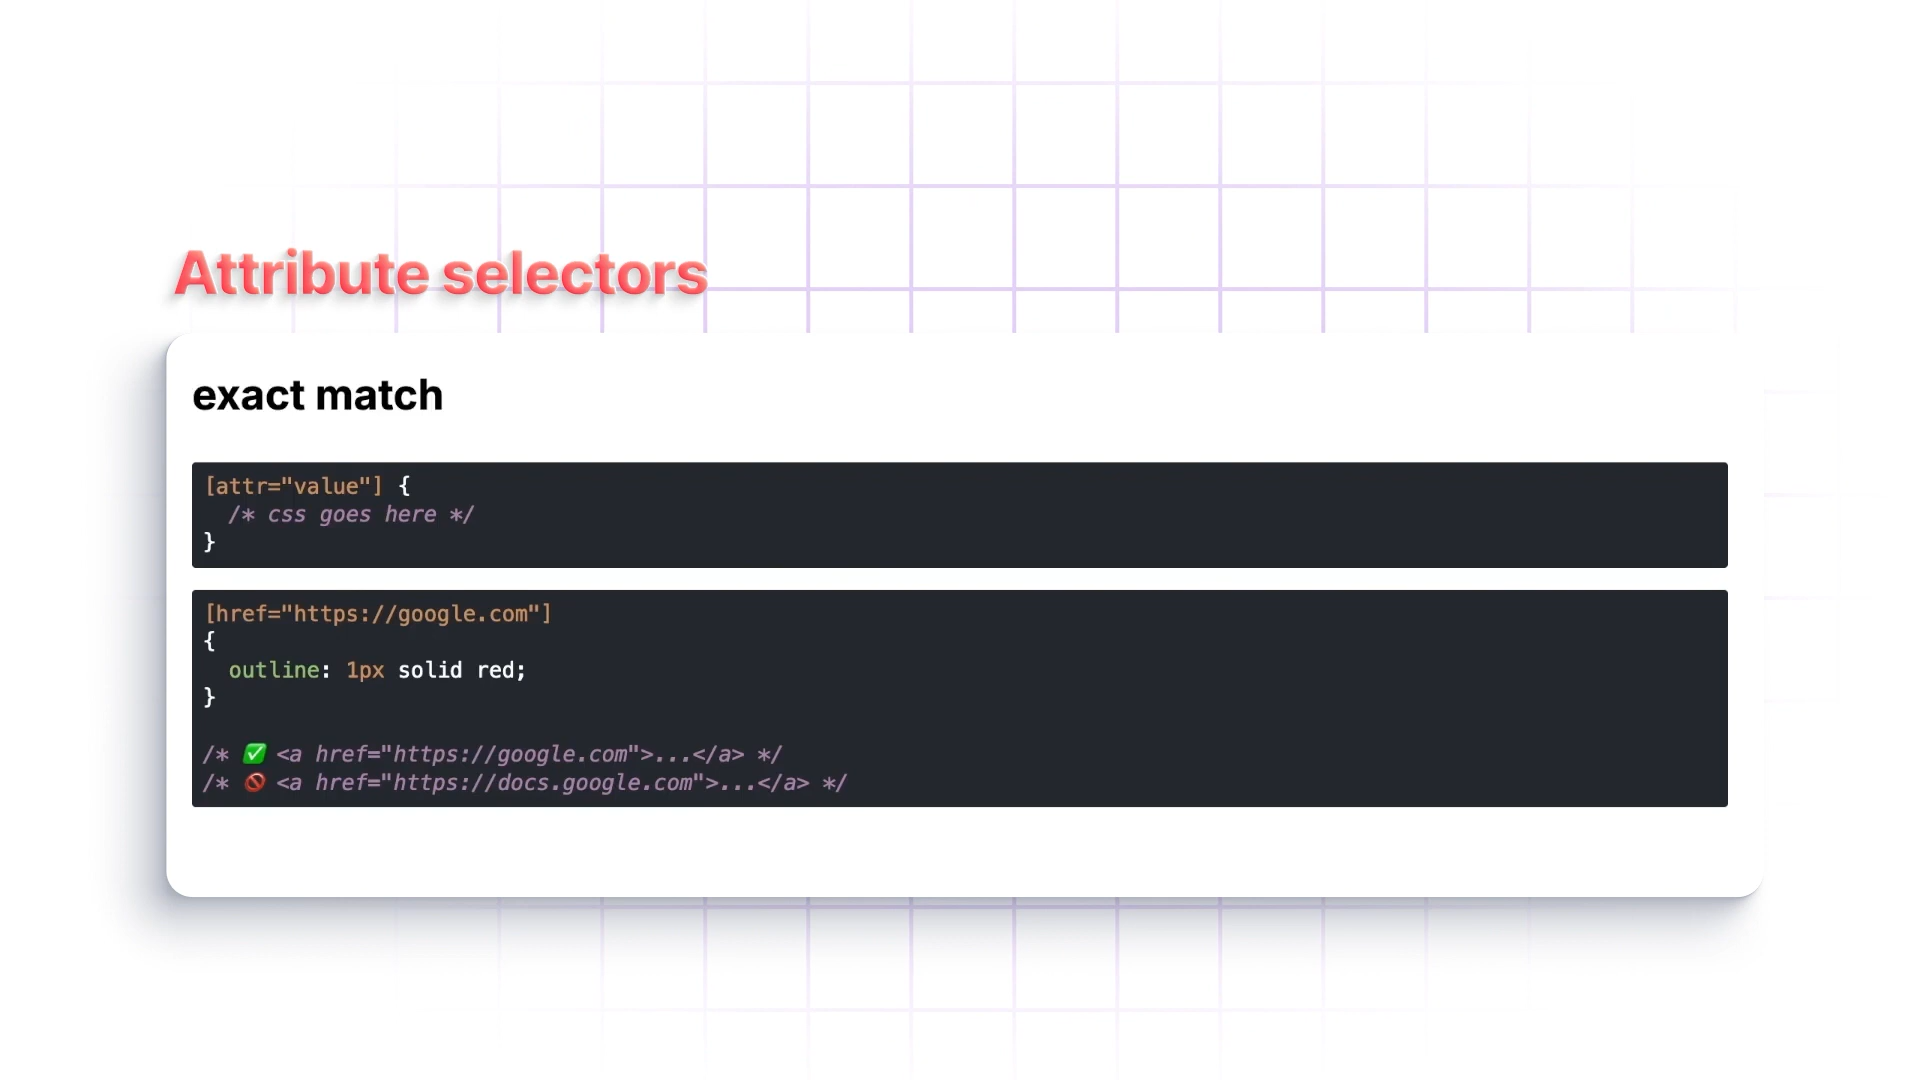 Attribute selectors
exact match
[attr="value"] {
  /* css goes here */
}
[href="https://google.com"]
{
  outline: 1px solid red;
}
/* ✅ <a href="https://google.com">...</a> */
/* 🚫 <a href="https://docs.google.com">...</a> */